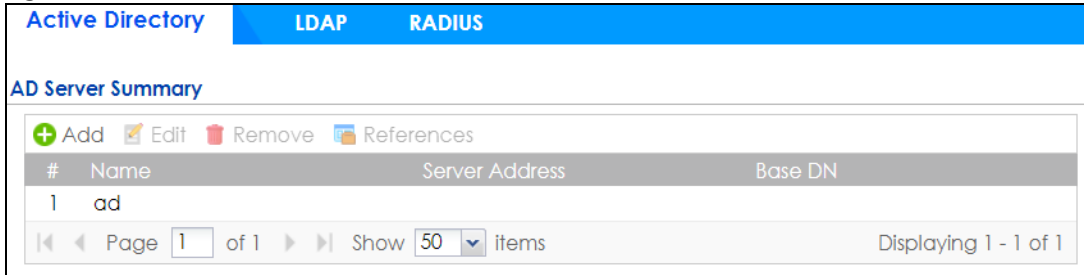 Active Directory LDAP RADIUS
AD Server Summary
Add Edit Remove References
# Name Server Address Base DN
1 ad
Page 1 of 1 Show 50 items Displaying 1 - 1 of 1